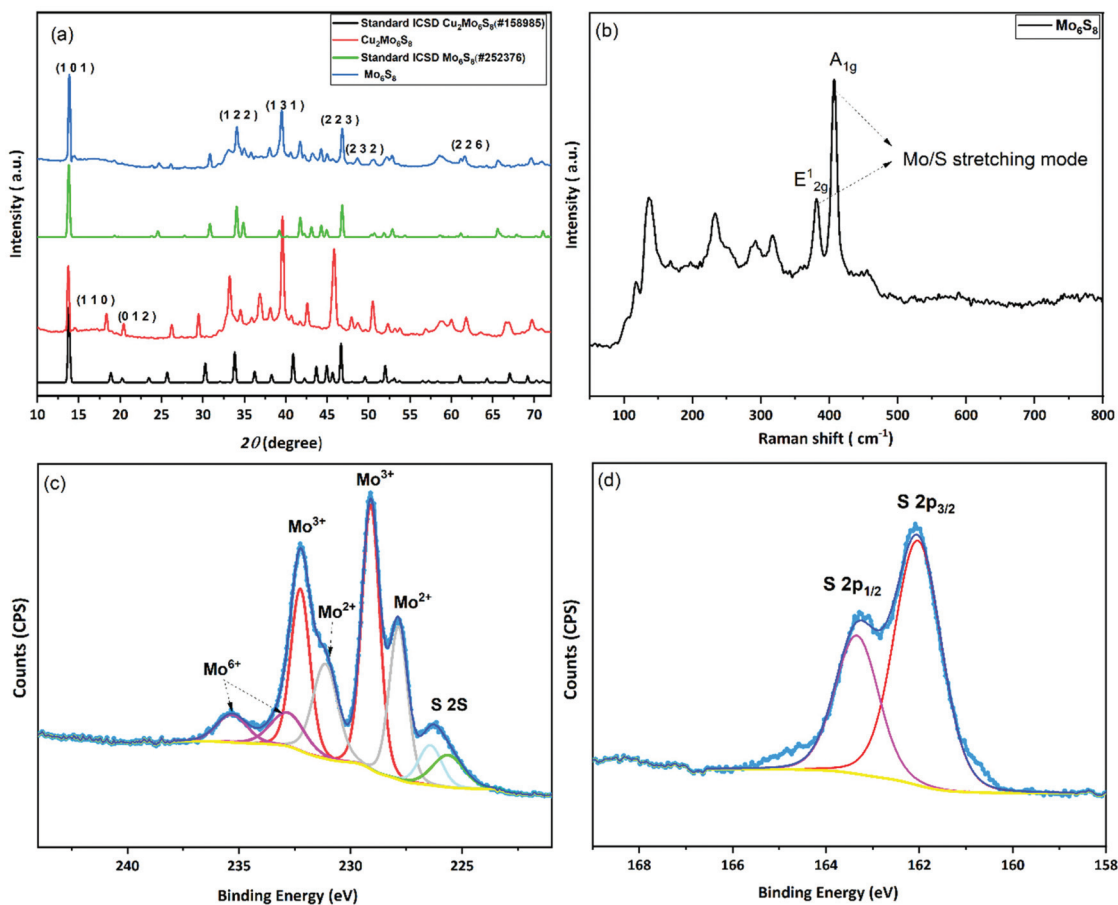 (a)
Standard ICSD Cu₂Mo₆S₈(#158985)
Cu₂Mo₆S₈
Standard ICSD Mo₆S₈(#252376)
Mo₆S₈
(1 0 1)
(1 2 2)
(1 3 1)
(2 2 3)
(2 3 2)
(2 2 6)
(1 1 0)
(0 1 2)
Intensity ( a.u.)
10 15 20 25 30 35 40 45 50 55 60 65 70
2θ (degree)
(b)
Mo₆S₈
A₁g
E¹₂g
Mo/S stretching mode
Intensity (a.u.)
100 200 300 400 500 600 700 800
Raman shift ( cm⁻¹)
(c)
Mo³⁺
Mo³⁺
Mo²⁺
Mo²⁺
Mo⁶⁺
S 2S
Counts (CPS)
240 235 230 225
Binding Energy (eV)
(d)
S 2p₃/₂
S 2p₁/₂
Counts (CPS)
168 166 164 162 160 158
Binding Energy (eV)